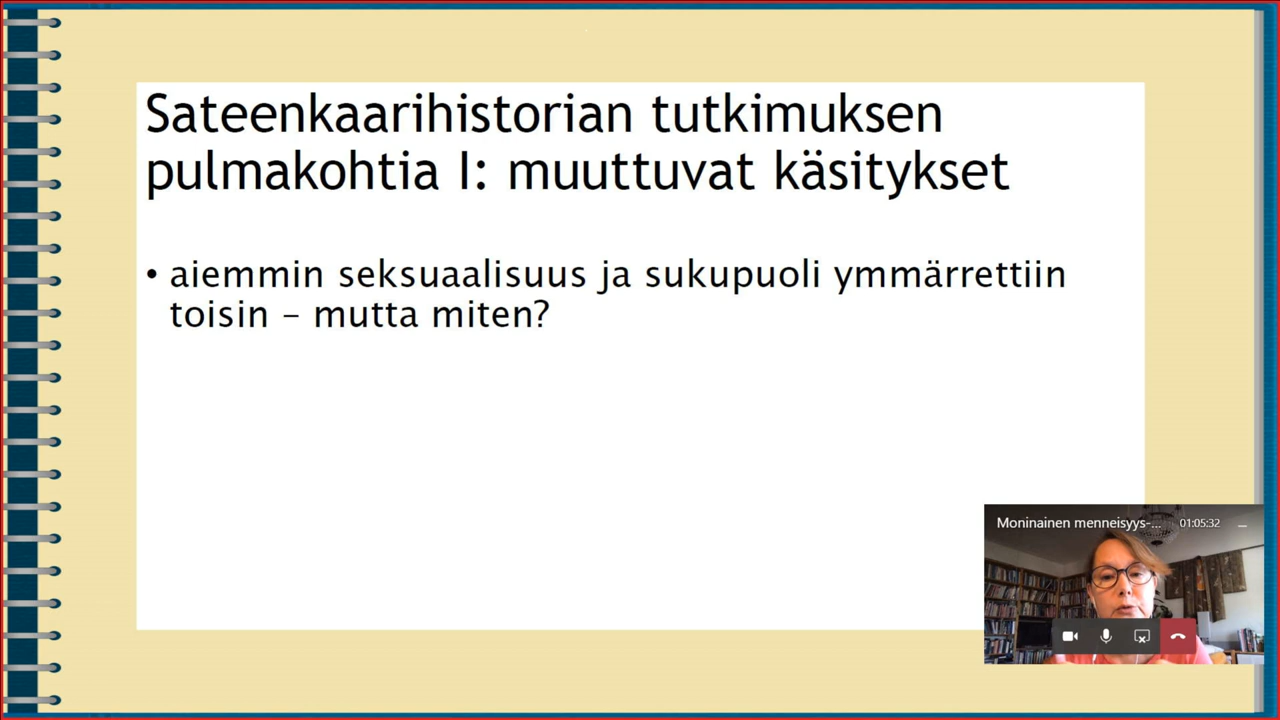 Sateenkaarihistorian tutkimuksen
pulmakohtia I: muuttuvat käsitykset
• aiemmin seksuaalisuus ja sukupuoli ymmärrettiin
toisin – mutta miten?
Moninainen menneisyys-... 01:05:32